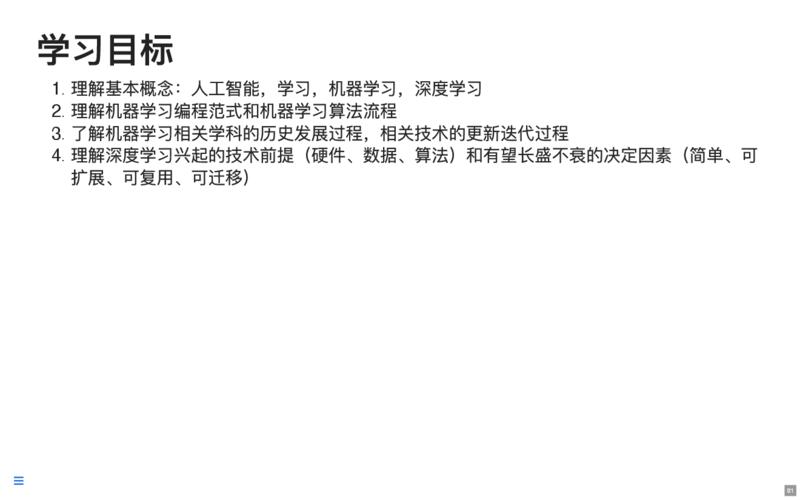 学习目标
1. 理解基本概念：人工智能，学习，机器学习，深度学习
2. 理解机器学习编程范式和机器学习算法流程
3. 了解机器学习相关学科的历史发展过程，相关技术的更新迭代过程
4. 理解深度学习兴起的技术前提（硬件、数据、算法）和有望长盛不衰的决定因素（简单、可
扩展、可复用、可迁移）